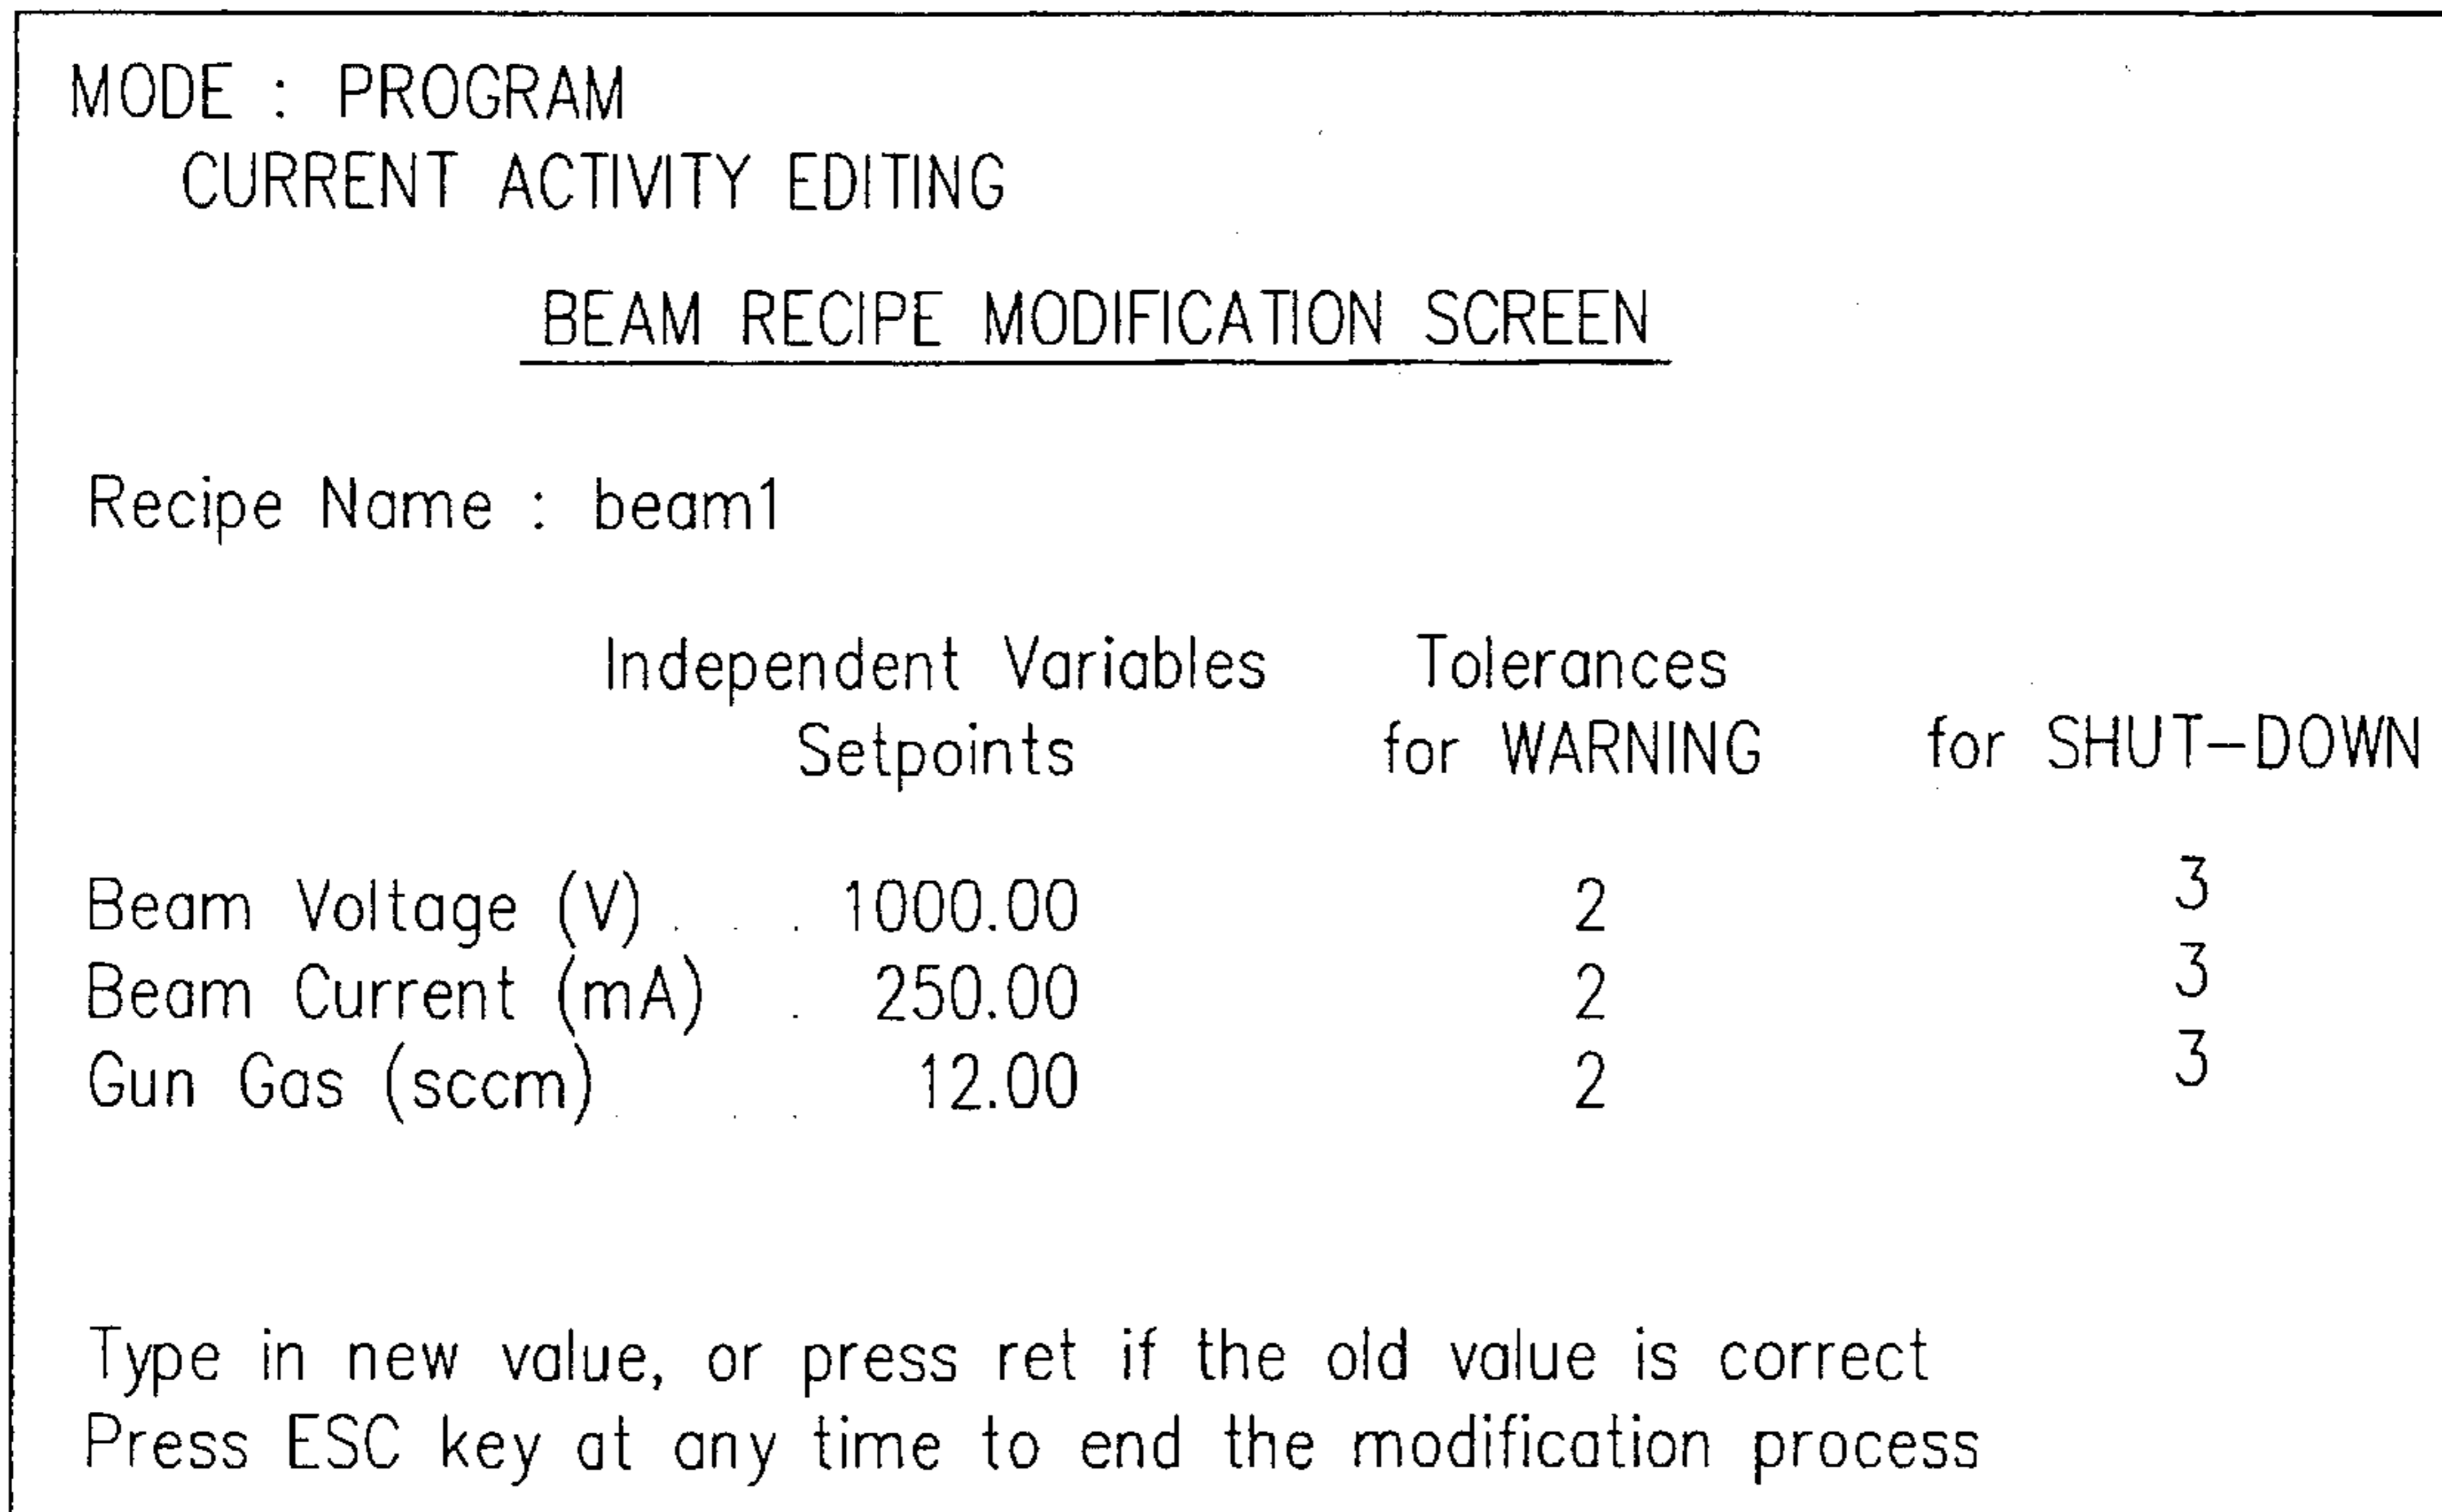 MODE : PROGRAM
CURRENT ACTIVITY EDITING
BEAM RECIPE MODIFICATION SCREEN
Recipe Name : beam1
Independent Variables Tolerances
Setpoints for WARNING for SHUT-DOWN
Beam Voltage (V) 1000.00 2 3
Beam Current (mA) 250.00 2 3
Gun Gas (sccm) 12.00 2 3
Type in new value, or press ret if the old value is correct
Press ESC key at any time to end the modification process